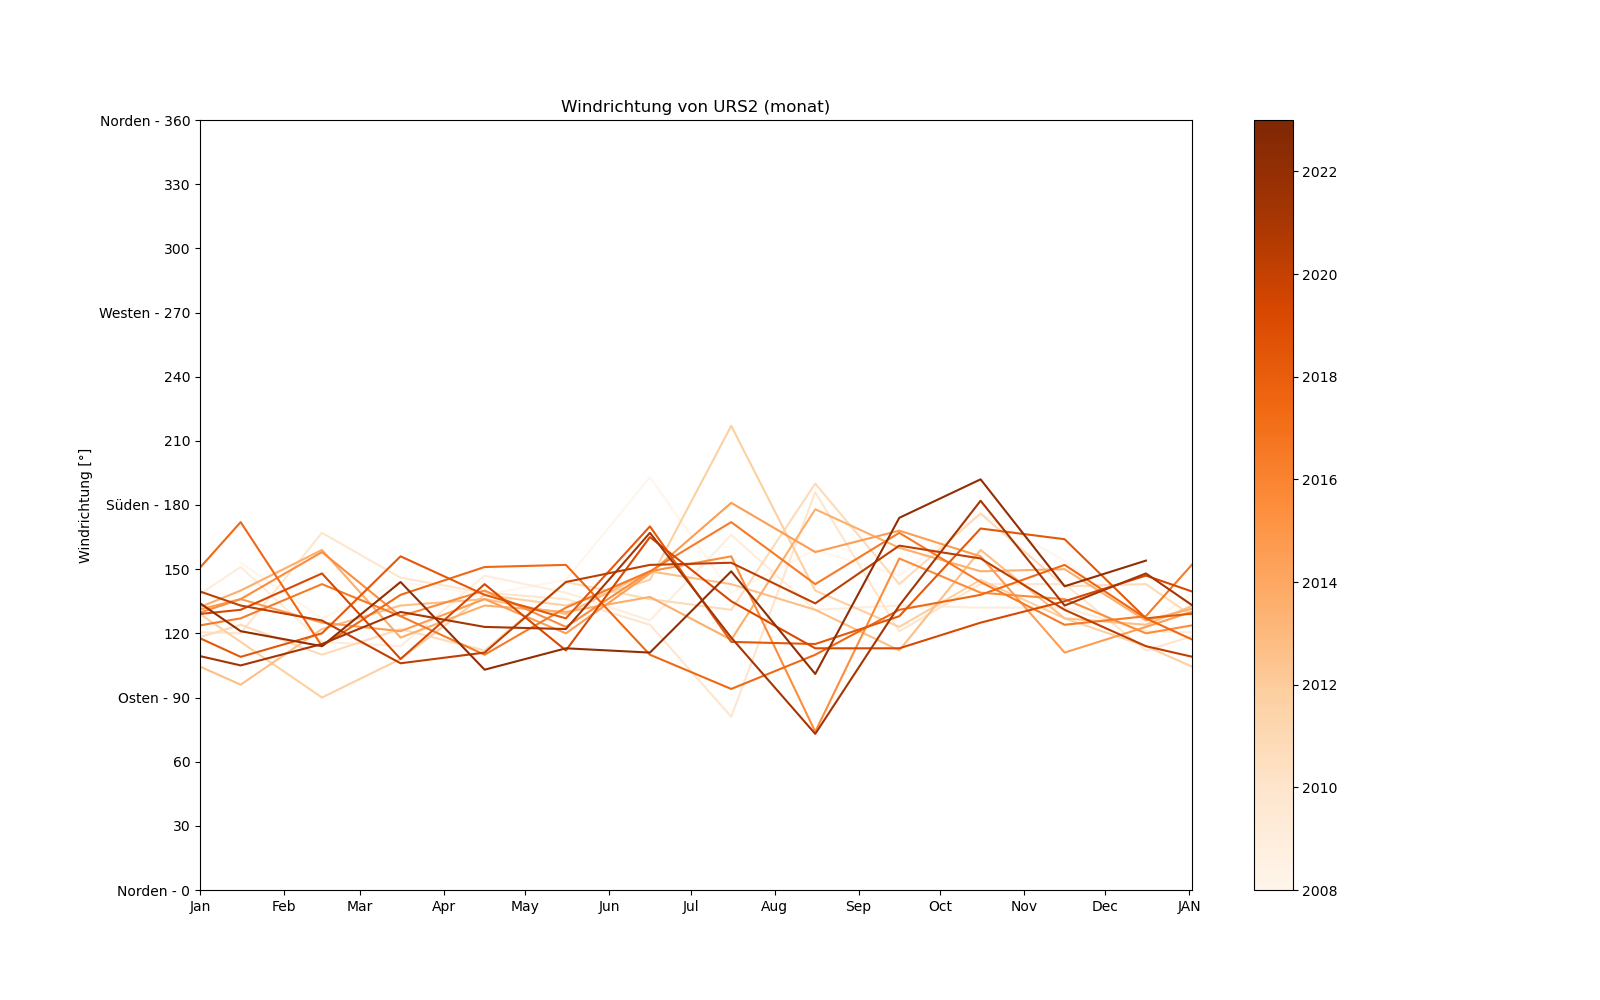 Windrichtung von URS2 (monat)
Norden - 360
330
300
Westen - 270
240
210
Süden - 180
150
120
Osten - 90
60
30
Norden - 0
Windrichtung [°]
Jan Feb Mar Apr May Jun Jul Aug Sep Oct Nov Dec JAN
2022
2020
2018
2016
2014
2012
2010
2008